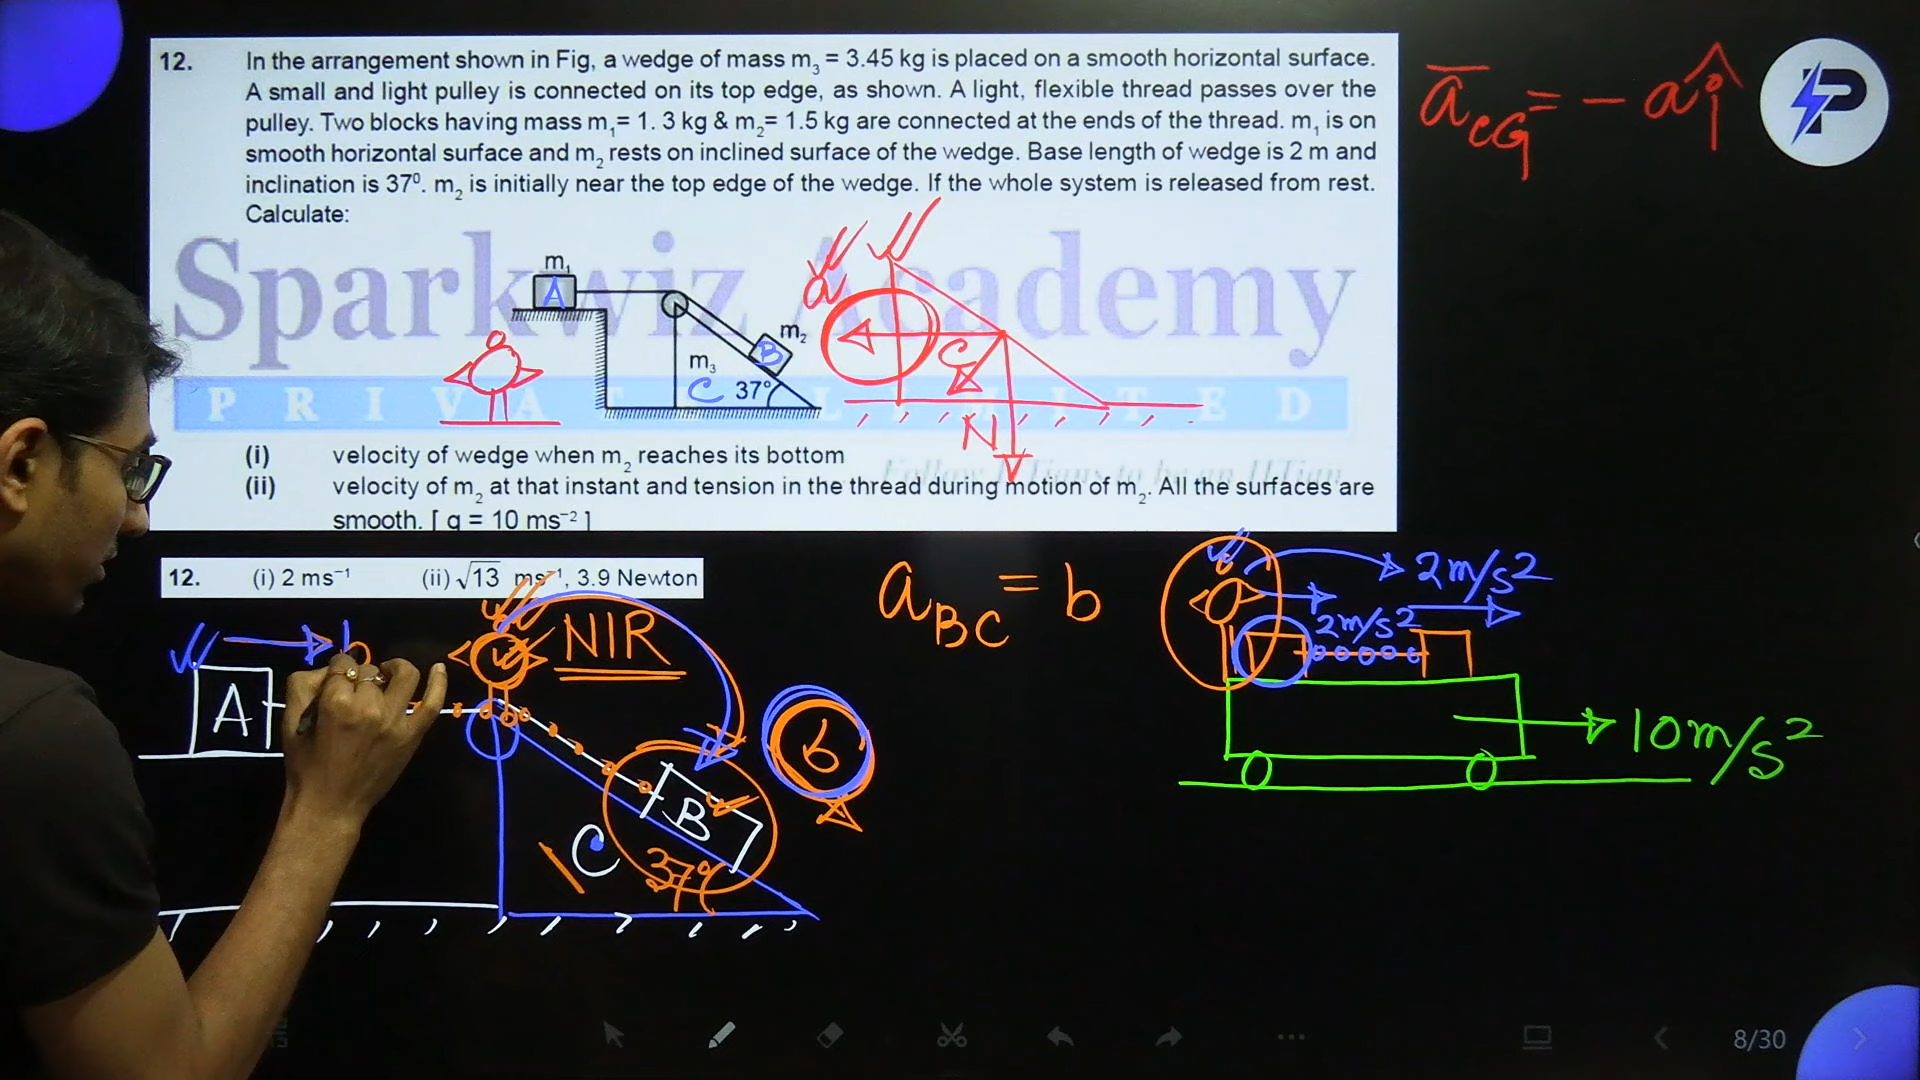 12. In the arrangement shown in Fig, a wedge of mass m₃ = 3.45 kg is placed on a smooth horizontal surface.
A small and light pulley is connected on its top edge, as shown. A light, flexible thread passes over the
pulley. Two blocks having mass m₁= 1. 3 kg & m₂= 1.5 kg are connected at the ends of the thread. m₁ is on
smooth horizontal surface and m₂ rests on inclined surface of the wedge. Base length of wedge is 2 m and
inclination is 37⁰. m₂ is initially near the top edge of the wedge. If the whole system is released from rest.
Calculate:
a̅CG = - a î
P
Sparkwiz Academy
PRIVATE LIMITED
m₁
A
m₂
B
m₃
C
37°
a
C
N
(i) velocity of wedge when m₂ reaches its bottom
Follow IITians to be an IITian
(ii) velocity of m₂ at that instant and tension in the thread during motion of m₂. All the surfaces are
smooth. [ g = 10 ms⁻² ]
12. (i) 2 ms⁻¹ (ii) √13 ms⁻¹, 3.9 Newton
aBC = b
2m/s²
2m/s²
10m/s²
b
NIR
A
B
b
C
37°
8/30